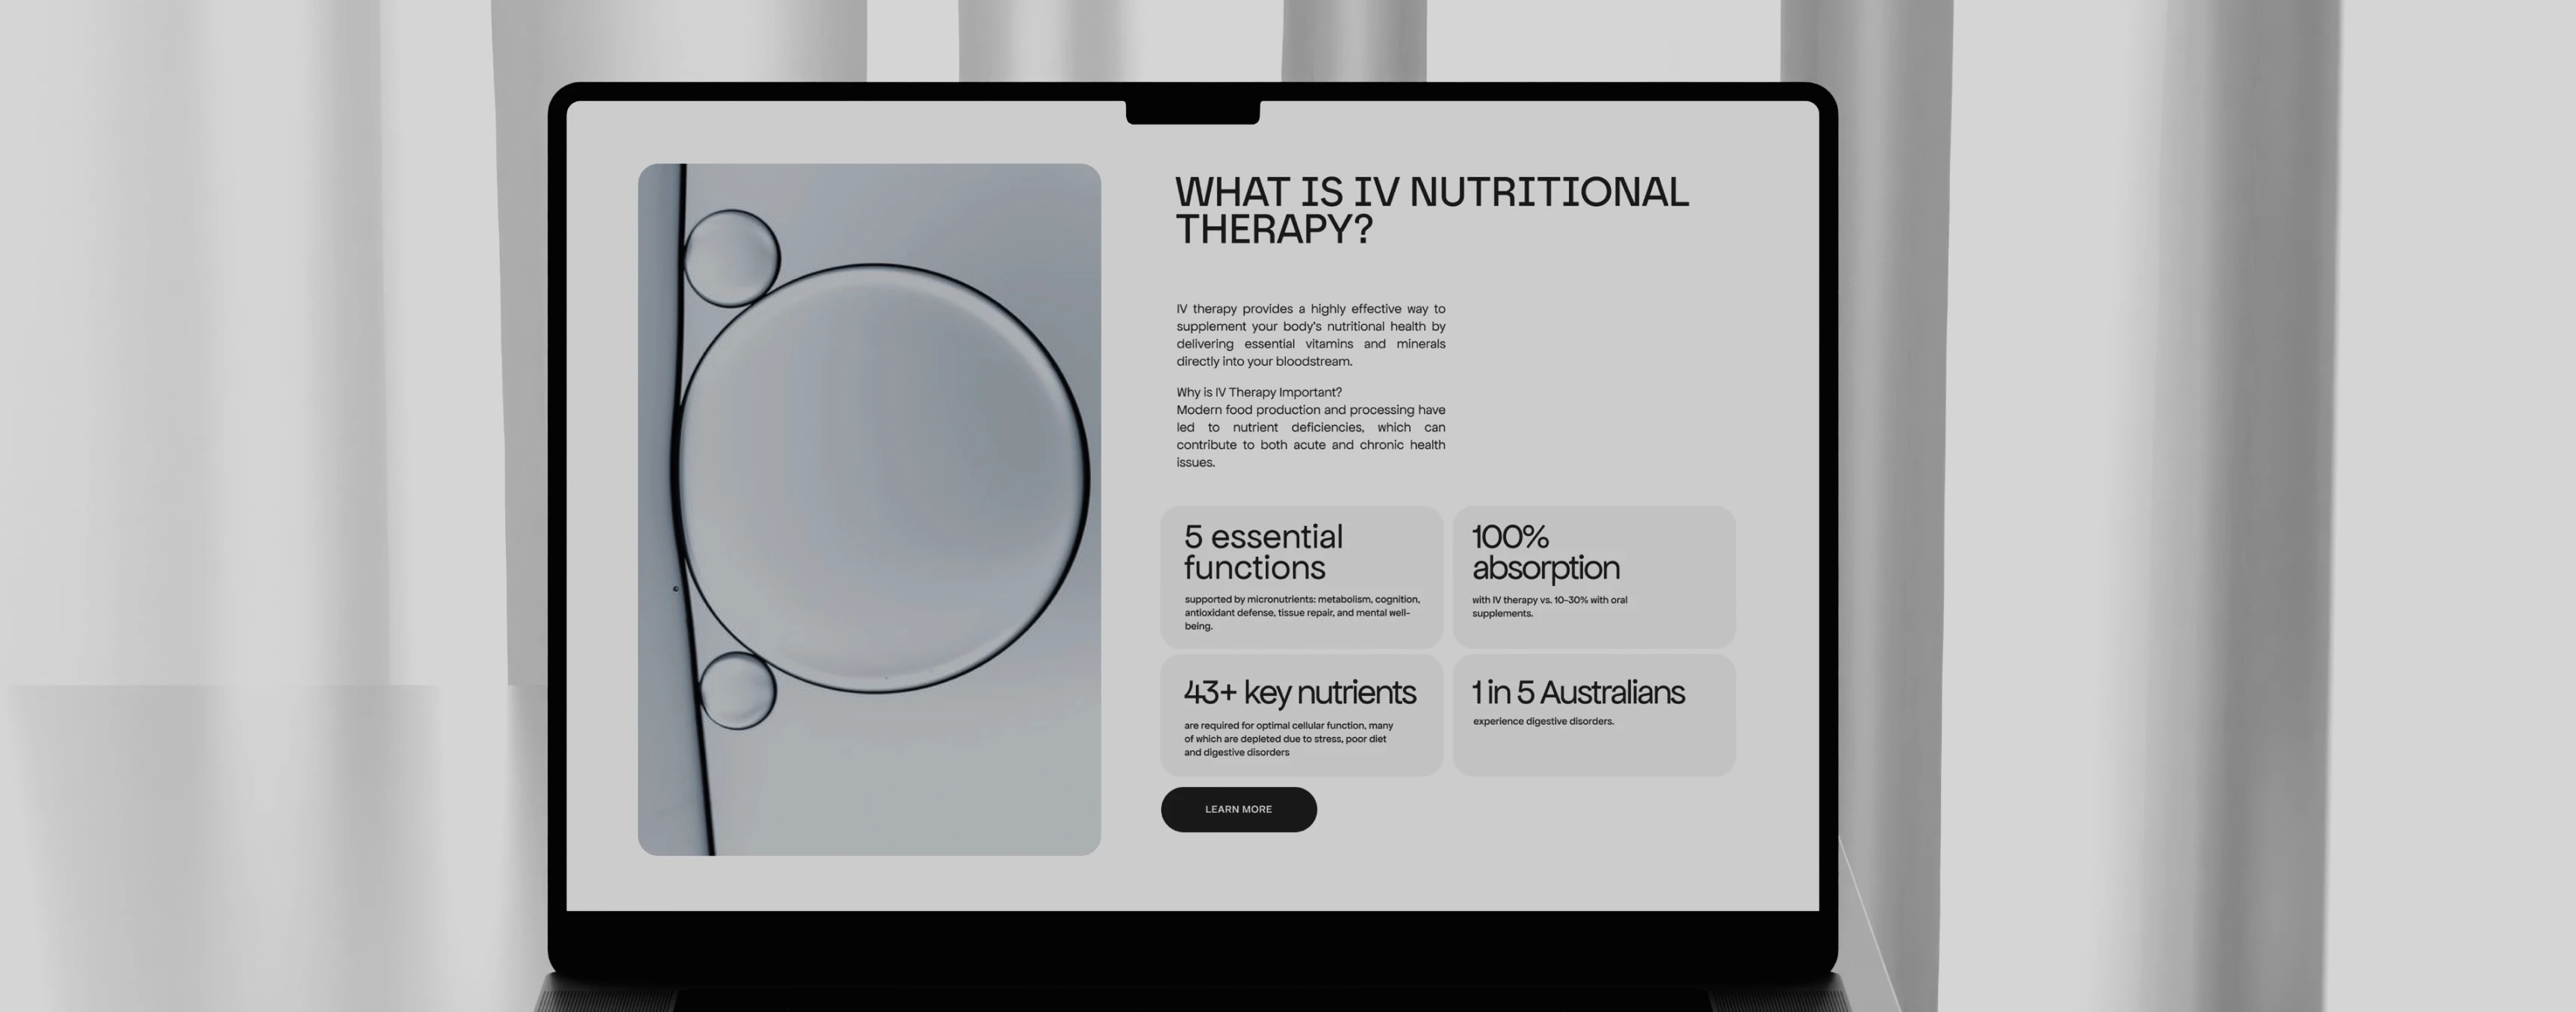 WHAT IS IV NUTRITIONAL
THERAPY?
IV therapy provides a highly effective way to
supplement your body's nutritional health by
delivering essential vitamins and minerals
directly into your bloodstream.
Why is IV Therapy Important?
Modern food production and processing have
led to nutrient deficiencies, which can
contribute to both acute and chronic health
issues.
5 essential
functions
supported by micronutrients: metabolism, cognition,
antioxidant defense, tissue repair, and mental well-
being.
100%
absorption
with IV therapy vs. 10-30% with oral
supplements.
43+ key nutrients
are required for optimal cellular function, many
of which are depleted due to stress, poor diet
and digestive disorders
1 in 5 Australians
experience digestive disorders.
LEARN MORE